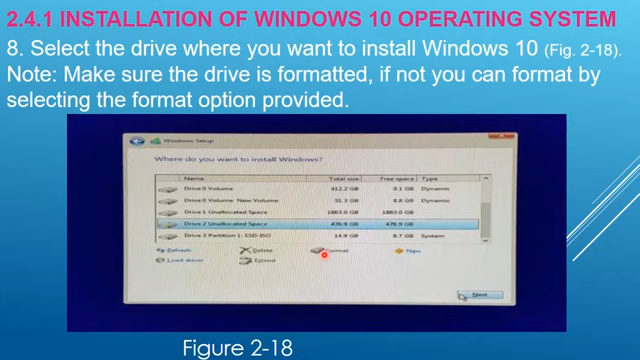 2.4.1 INSTALLATION OF WINDOWS 10 OPERATING SYSTEM
8. Select the drive where you want to install Windows 10 (Fig. 2-18).
Note: Make sure the drive is formatted, if not you can format by
selecting the format option provided.
Windows Setup
Where do you want to install Windows?
Name Total size Free space Type
Drive 0 Volume 412.2 GB 9.1 GB Dynamic
Drive 0 Volume New Volume 51.3 GB 8.8 GB Dynamic
Drive 1 Unallocated Space 1863.0 GB 1863.0 GB
Drive 2 Unallocated Space 476.9 GB 476.9 GB
Drive 3 Partition 1: ESD-ISO 14.9 GB 8.7 GB System
Refresh Delete Format New
Load driver Extend
Next
Figure 2-18